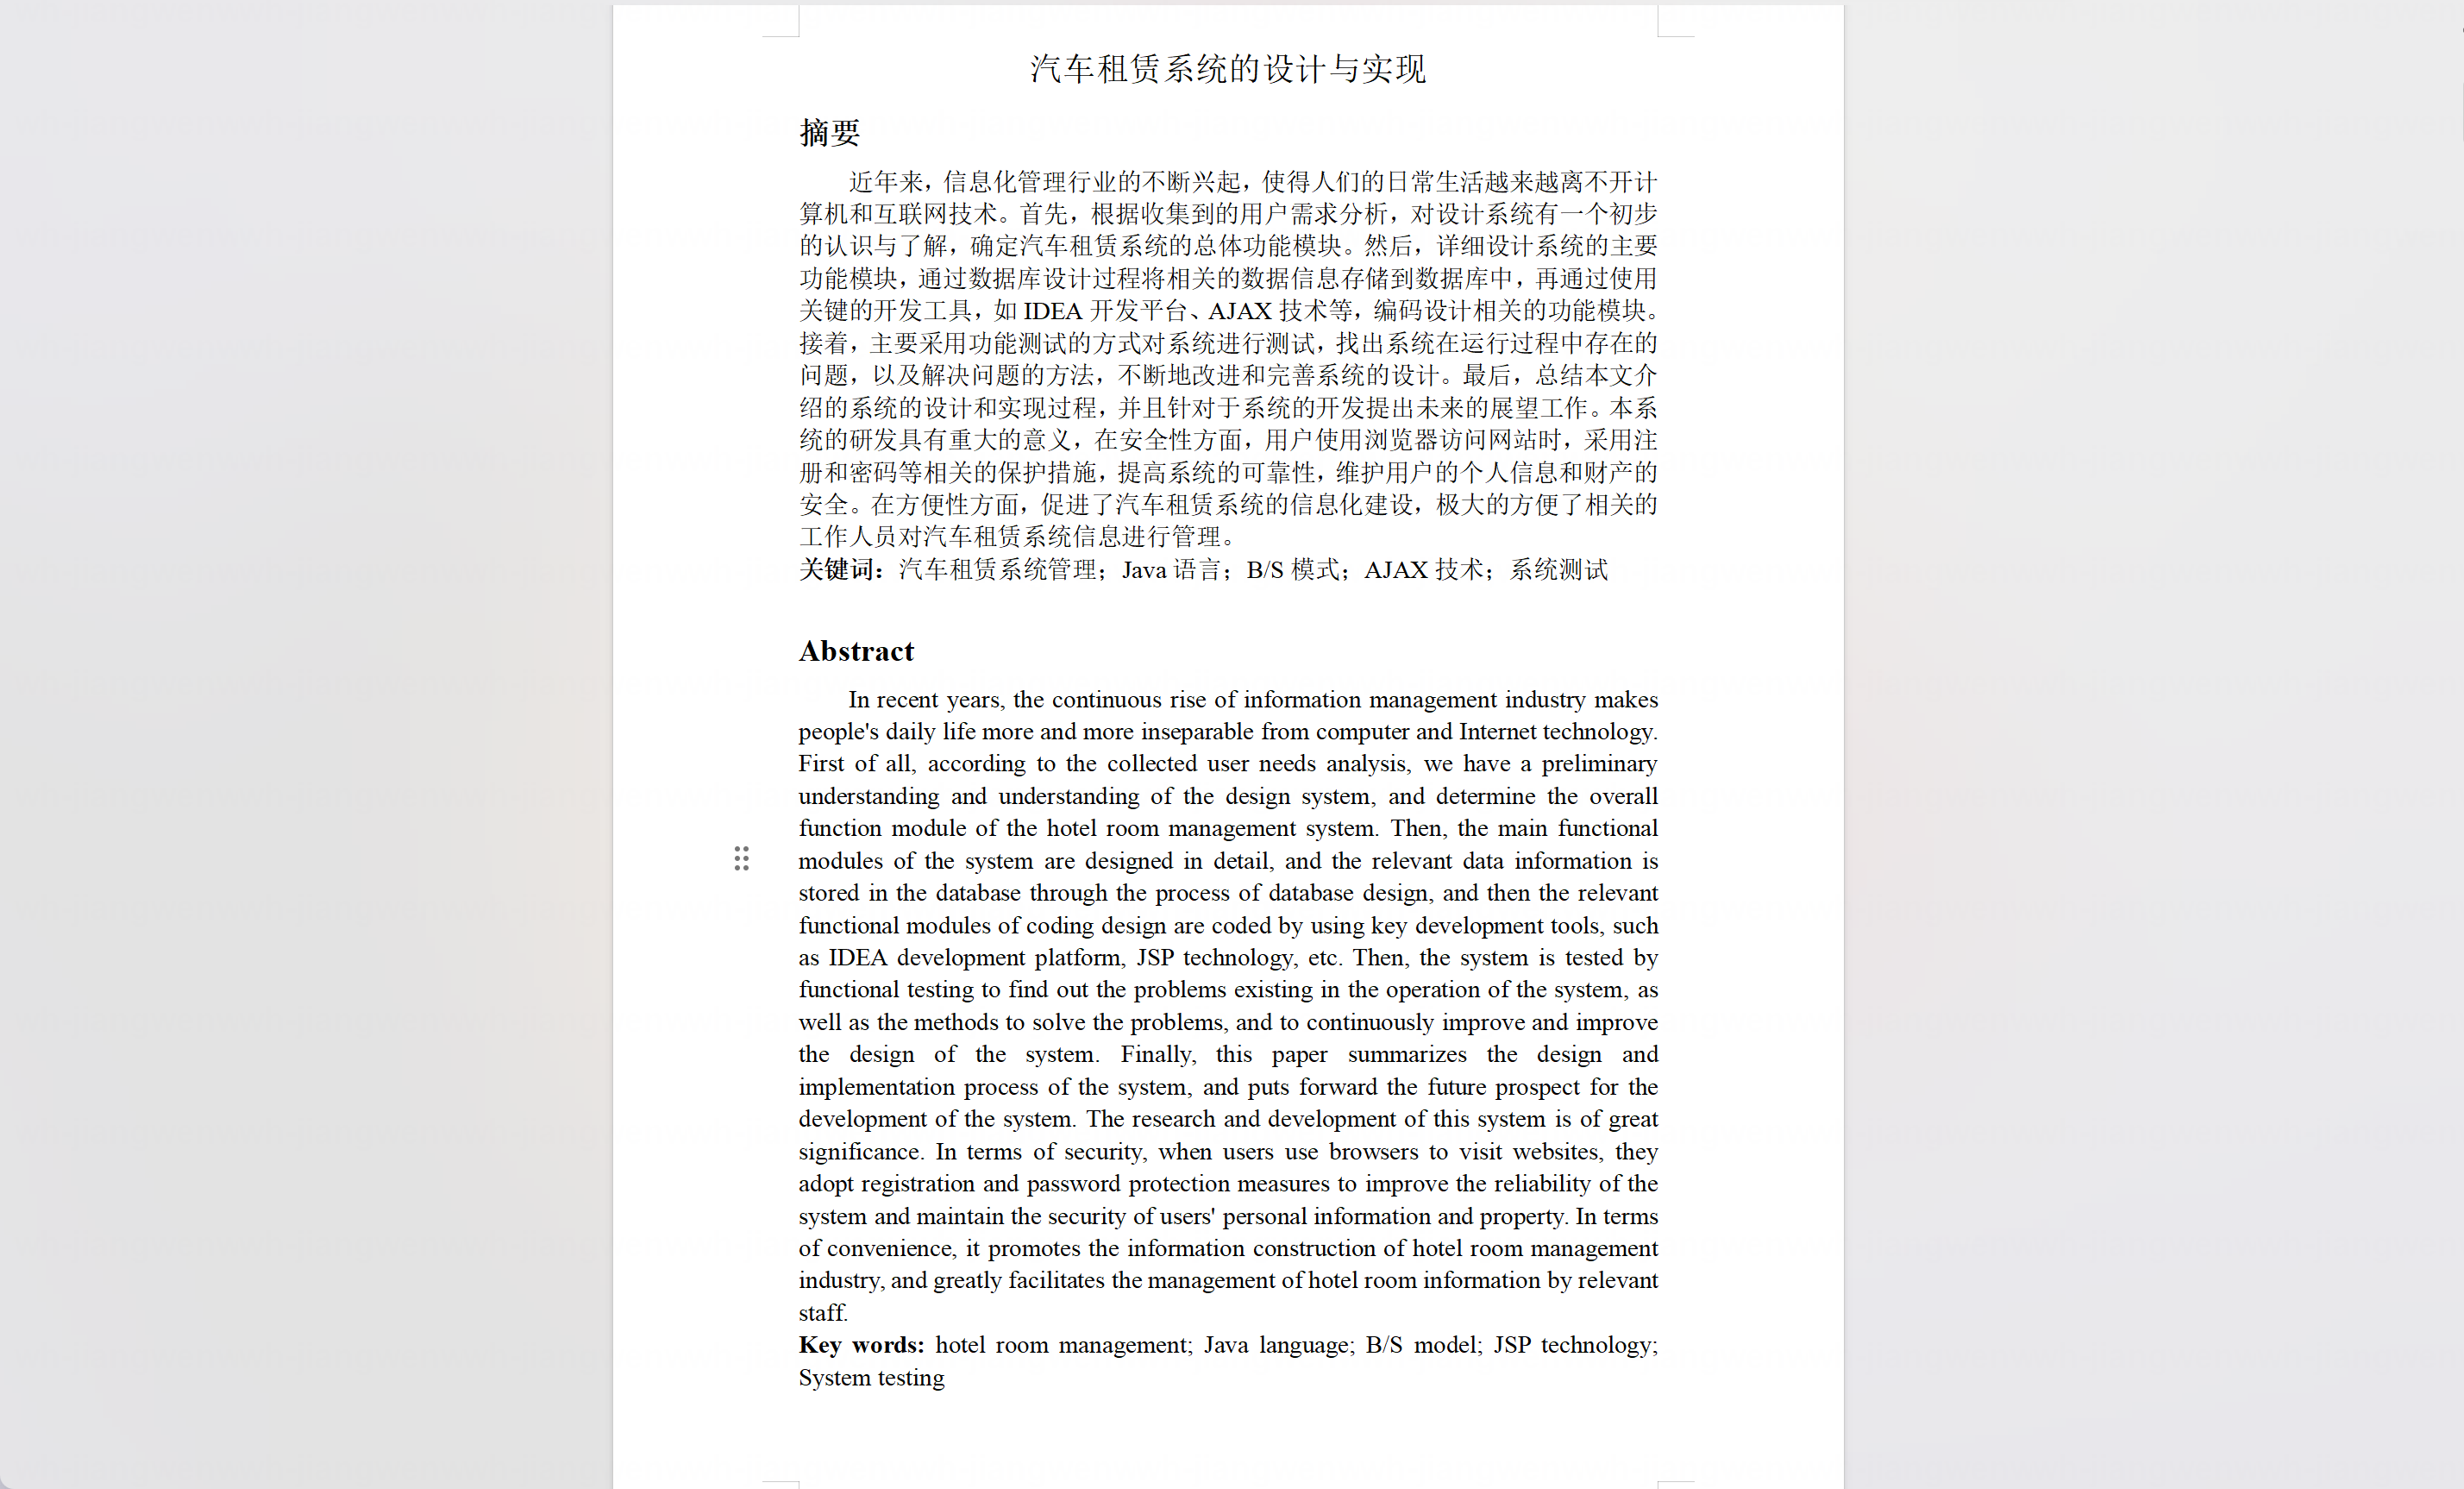 汽车租赁系统的设计与实现
摘要
近年来，信息化管理行业的不断兴起，使得人们的日常生活越来越离不开计
算机和互联网技术。首先，根据收集到的用户需求分析，对设计系统有一个初步
的认识与了解，确定汽车租赁系统的总体功能模块。然后，详细设计系统的主要
功能模块，通过数据库设计过程将相关的数据信息存储到数据库中，再通过使用
关键的开发工具，如 IDEA 开发平台、AJAX 技术等，编码设计相关的功能模块。
接着，主要采用功能测试的方式对系统进行测试，找出系统在运行过程中存在的
问题，以及解决问题的方法，不断地改进和完善系统的设计。最后，总结本文介
绍的系统的设计和实现过程，并且针对于系统的开发提出未来的展望工作。本系
统的研发具有重大的意义，在安全性方面，用户使用浏览器访问网站时，采用注
册和密码等相关的保护措施，提高系统的可靠性，维护用户的个人信息和财产的
安全。在方便性方面，促进了汽车租赁系统的信息化建设，极大的方便了相关的
工作人员对汽车租赁系统信息进行管理。
关键词：汽车租赁系统管理；Java 语言；B/S 模式；AJAX 技术；系统测试
Abstract
In recent years, the continuous rise of information management industry makes
people's daily life more and more inseparable from computer and Internet technology.
First of all, according to the collected user needs analysis, we have a preliminary
understanding and understanding of the design system, and determine the overall
function module of the hotel room management system. Then, the main functional
modules of the system are designed in detail, and the relevant data information is
stored in the database through the process of database design, and then the relevant
functional modules of coding design are coded by using key development tools, such
as IDEA development platform, JSP technology, etc. Then, the system is tested by
functional testing to find out the problems existing in the operation of the system, as
well as the methods to solve the problems, and to continuously improve and improve
the design of the system. Finally, this paper summarizes the design and
implementation process of the system, and puts forward the future prospect for the
development of the system. The research and development of this system is of great
significance. In terms of security, when users use browsers to visit websites, they
adopt registration and password protection measures to improve the reliability of the
system and maintain the security of users' personal information and property. In terms
of convenience, it promotes the information construction of hotel room management
industry, and greatly facilitates the management of hotel room information by relevant
staff.
Key words: hotel room management; Java language; B/S model; JSP technology;
System testing